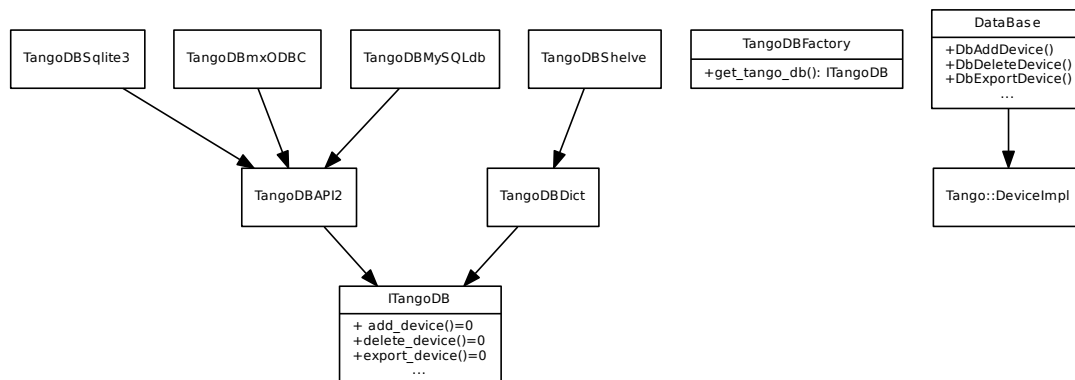 TangoDBSqlite3
TangoDBmxODBC
TangoDBMySQLdb
TangoDBShelve
TangoDBFactory
+get_tango_db(): ITangoDB
DataBase
+DbAddDevice()
+DbDeleteDevice()
+DbExportDevice()
...
TangoDBAPI2
TangoDBDict
Tango::DeviceImpl
ITangoDB
+ add_device()=0
+delete_device()=0
+export_device()=0
...